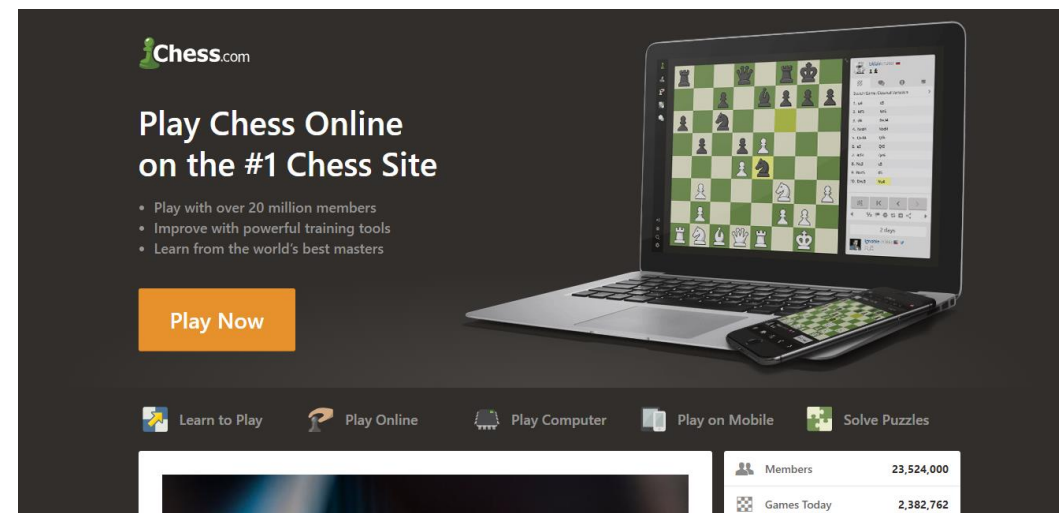 Chess.com
Play Chess Online
on the #1 Chess Site
• Play with over 20 million members
• Improve with powerful training tools
• Learn from the world's best masters
Play Now
2 days
Learn to Play
Play Online
Play Computer
Play on Mobile
Solve Puzzles
Members 23,524,000
Games Today 2,382,762